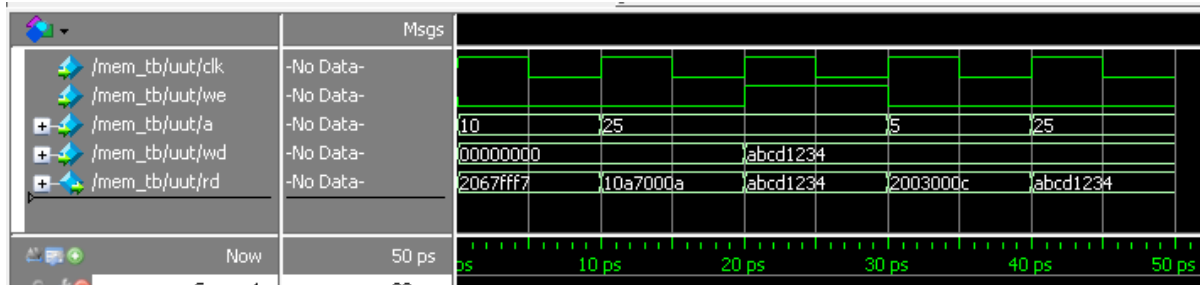 Msgs
/mem_tb/uut/clk -No Data-
/mem_tb/uut/we -No Data-
/mem_tb/uut/a -No Data- 10 25 5 25
/mem_tb/uut/wd -No Data- 00000000 abcd1234
/mem_tb/uut/rd -No Data- 2067fff7 10a7000a abcd1234 2003000c abcd1234
Now 50 ps ps 10 ps 20 ps 30 ps 40 ps 50 ps